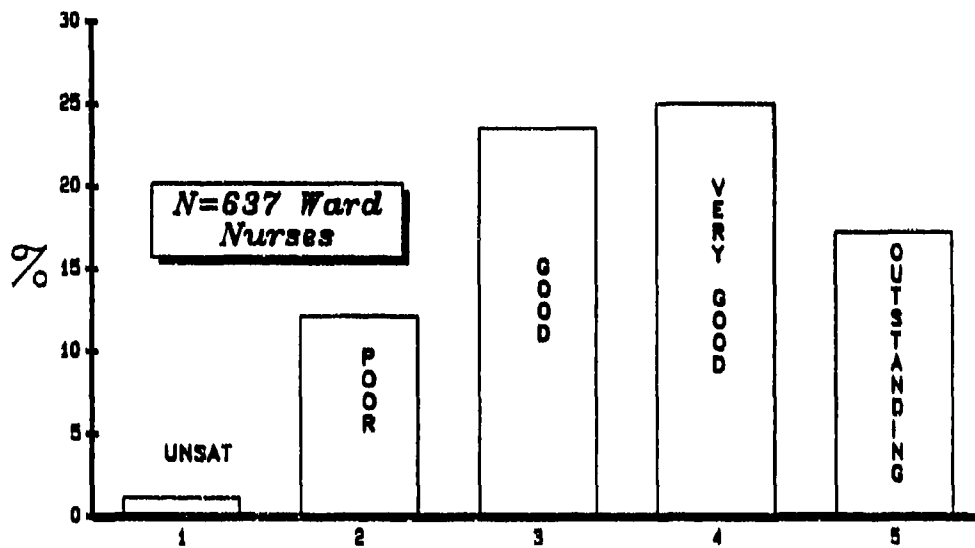 30
25
20
15
10
5
0
%
N=637 Ward
Nurses
UNSAT
POOR
GOOD
VERY GOOD
OUTSTANDING
1 2 3 4 5